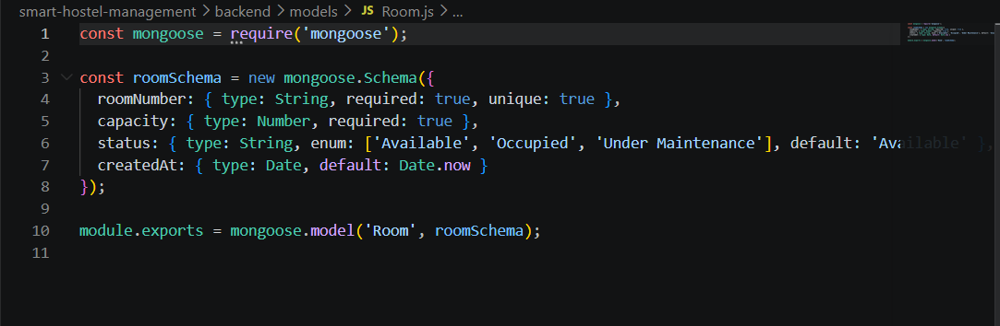 smart-hostel-management > backend > models > JS Room.js > ...
1 const mongoose = require('mongoose');
2
3 const roomSchema = new mongoose.Schema({
4   roomNumber: { type: String, required: true, unique: true },
5   capacity: { type: Number, required: true },
6   status: { type: String, enum: ['Available', 'Occupied', 'Under Maintenance'], default: 'Available' },
7   createdAt: { type: Date, default: Date.now }
8 });
9
10 module.exports = mongoose.model('Room', roomSchema);
11